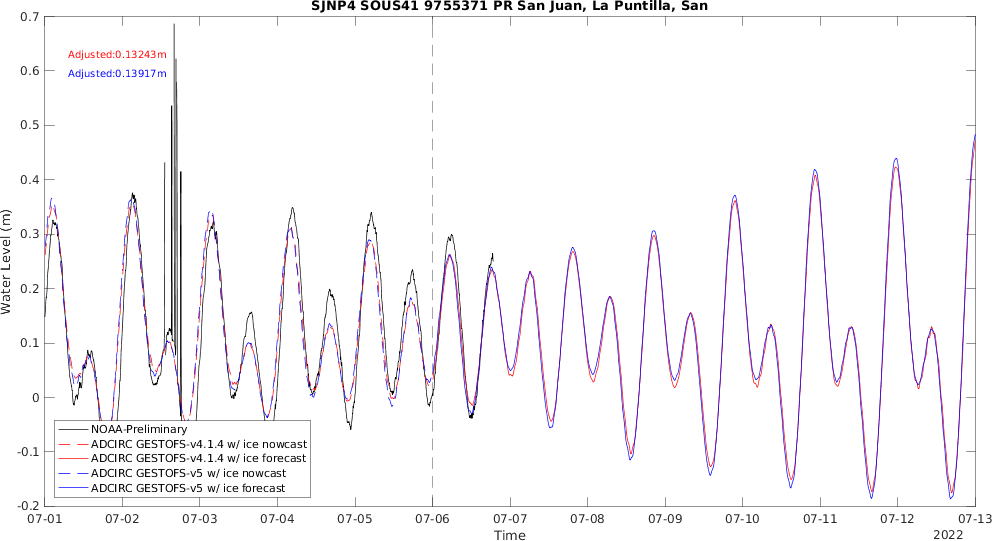 SJNP4 SOUS41 9755371 PR San Juan, La Puntilla, San
0.7
0.6
0.5
0.4
0.3
0.2
0.1
0
-0.1
-0.2
Water Level (m)
Adjusted:0.13243m
Adjusted:0.13917m
NOAA-Preliminary
ADCIRC GESTOFS-v4.1.4 w/ ice nowcast
ADCIRC GESTOFS-v4.1.4 w/ ice forecast
ADCIRC GESTOFS-v5 w/ ice nowcast
ADCIRC GESTOFS-v5 w/ ice forecast
07-01 07-02 07-03 07-04 07-05 07-06 07-07 07-08 07-09 07-10 07-11 07-12 07-13
Time
2022